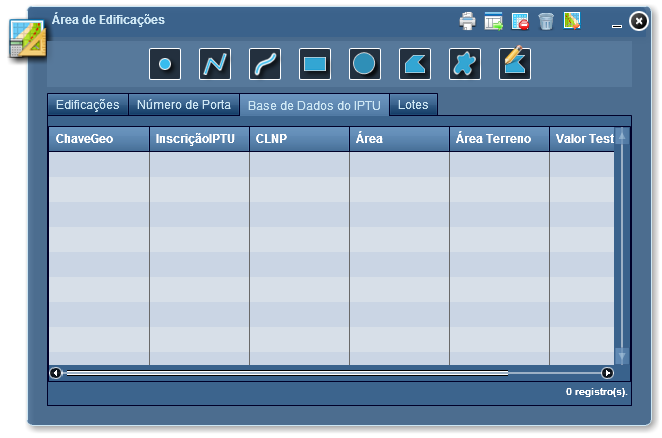 Área de Edificações
Edificações Número de Porta Base de Dados do IPTU Lotes
ChaveGeo InscriçãoIPTU CLNP Área Área Terreno Valor Test
0 registro(s).